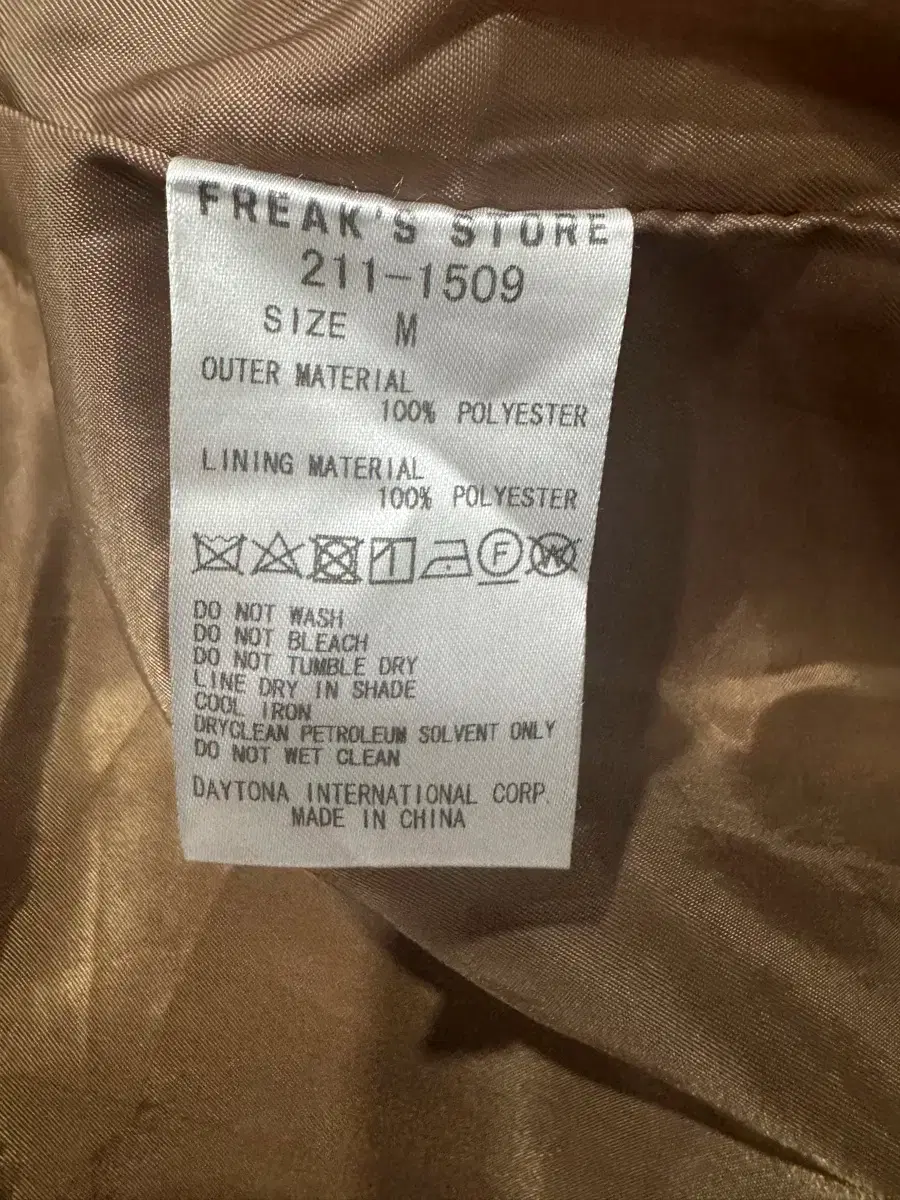 FREAK'S STORE
211-1509
SIZE M
OUTER MATERIAL
100% POLYESTER
LINING MATERIAL
100% POLYESTER
F W
DO NOT WASH
DO NOT BLEACH
DO NOT TUMBLE DRY
LINE DRY IN SHADE
COOL IRON
DRYCLEAN PETROLEUM SOLVENT ONLY
DO NOT WET CLEAN
DAYTONA INTERNATIONAL CORP.
MADE IN CHINA